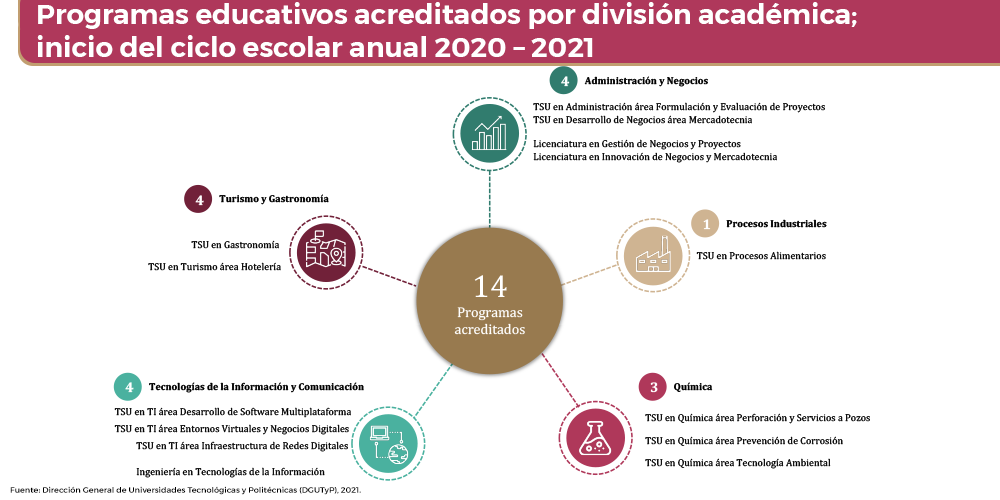 Programas educativos acreditados por división académica;
inicio del ciclo escolar anual 2020 – 2021
4 Administración y Negocios
TSU en Administración área Formulación y Evaluación de Proyectos
TSU en Desarrollo de Negocios área Mercadotecnia
Licenciatura en Gestión de Negocios y Proyectos
Licenciatura en Innovación de Negocios y Mercadotecnia
4 Turismo y Gastronomía
TSU en Gastronomía
TSU en Turismo área Hotelería
1 Procesos Industriales
TSU en Procesos Alimentarios
14
Programas
acreditados
4 Tecnologías de la Información y Comunicación
TSU en TI área Desarrollo de Software Multiplataforma
TSU en TI área Entornos Virtuales y Negocios Digitales
TSU en TI área Infraestructura de Redes Digitales
Ingeniería en Tecnologías de la Información
3 Química
TSU en Química área Perforación y Servicios a Pozos
TSU en Química área Prevención de Corrosión
TSU en Química área Tecnología Ambiental
Fuente: Dirección General de Universidades Tecnológicas y Politécnicas (DGUTyP), 2021.